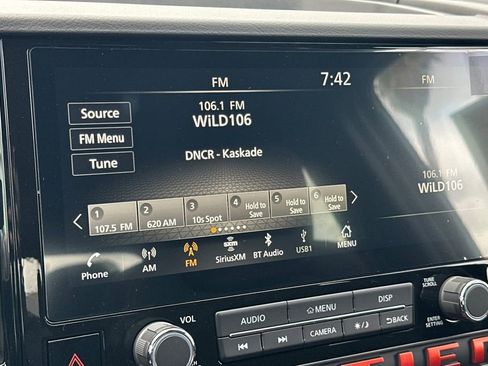 FM
7:42
FM
Source
106.1 FM
WiLD106
FM Menu
Tune
DNCR - Kaskade
106.1 FM
WiLD106
1 107.5 FM
2 620 AM
3 10s Spot
4 Hold to Save
5 Hold to Save
6 Hold to Save
Phone
AM
FM
SiriusXM
BT Audio
USB1
MENU
VOL
AUDIO
MENU
DISP
TUNE
SCROLL
CAMERA
BACK
ENTER
SETTING